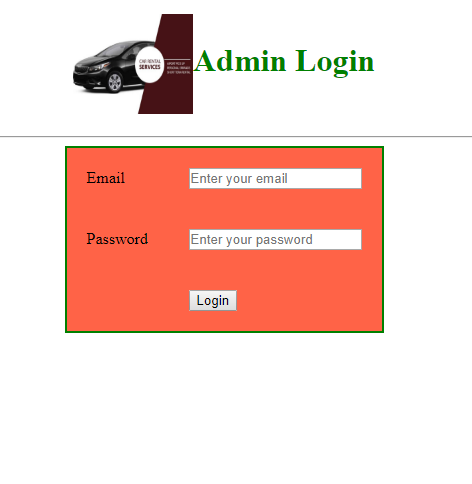 CAR RENTAL
SERVICES
Admin Login
Email
Enter your email
Password
Enter your password
Login